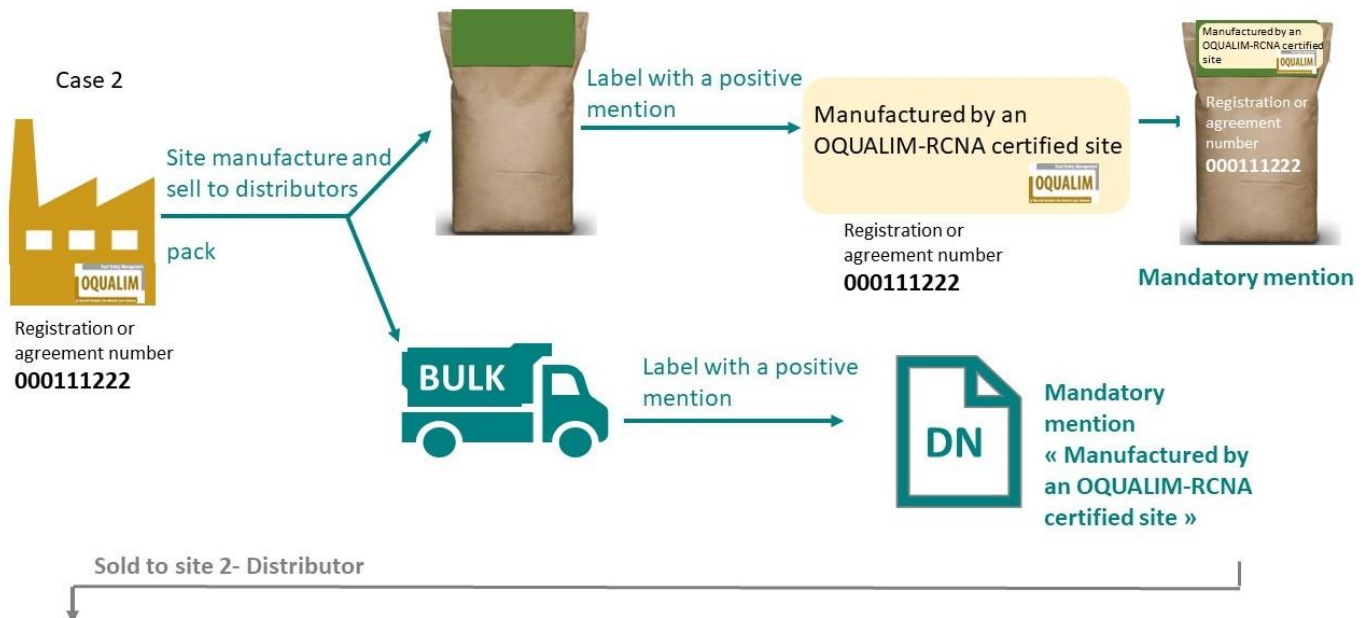 Case 2
Site manufacture and
sell to distributors
pack
OQUALIM
Registration or
agreement number
000111222
Label with a positive
mention
Manufactured by an
OQUALIM-RCNA certified site
OQUALIM
Registration or
agreement number
000111222
Manufactured by an
OQUALIM-RCNA certified
site
OQUALIM
Registration or
agreement
number
000111222
Mandatory mention
BULK
Label with a positive
mention
DN
Mandatory
mention
« Manufactured by
an OQUALIM-RCNA
certified site »
Sold to site 2- Distributor